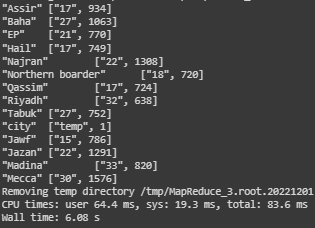 "Assir" ["17", 934]
"Baha" ["27", 1063]
"EP" ["21", 770]
"Hail" ["17", 749]
"Najran" ["22", 1308]
"Northern boarder" ["18", 720]
"Qassim" ["17", 724]
"Riyadh" ["32", 638]
"Tabuk" ["27", 752]
"city" ["temp", 1]
"Jawf" ["15", 786]
"Jazan" ["22", 1291]
"Madina" ["33", 820]
"Mecca" ["30", 1576]
Removing temp directory /tmp/MapReduce_3.root.20221201
CPU times: user 64.4 ms, sys: 19.3 ms, total: 83.6 ms
Wall time: 6.08 s